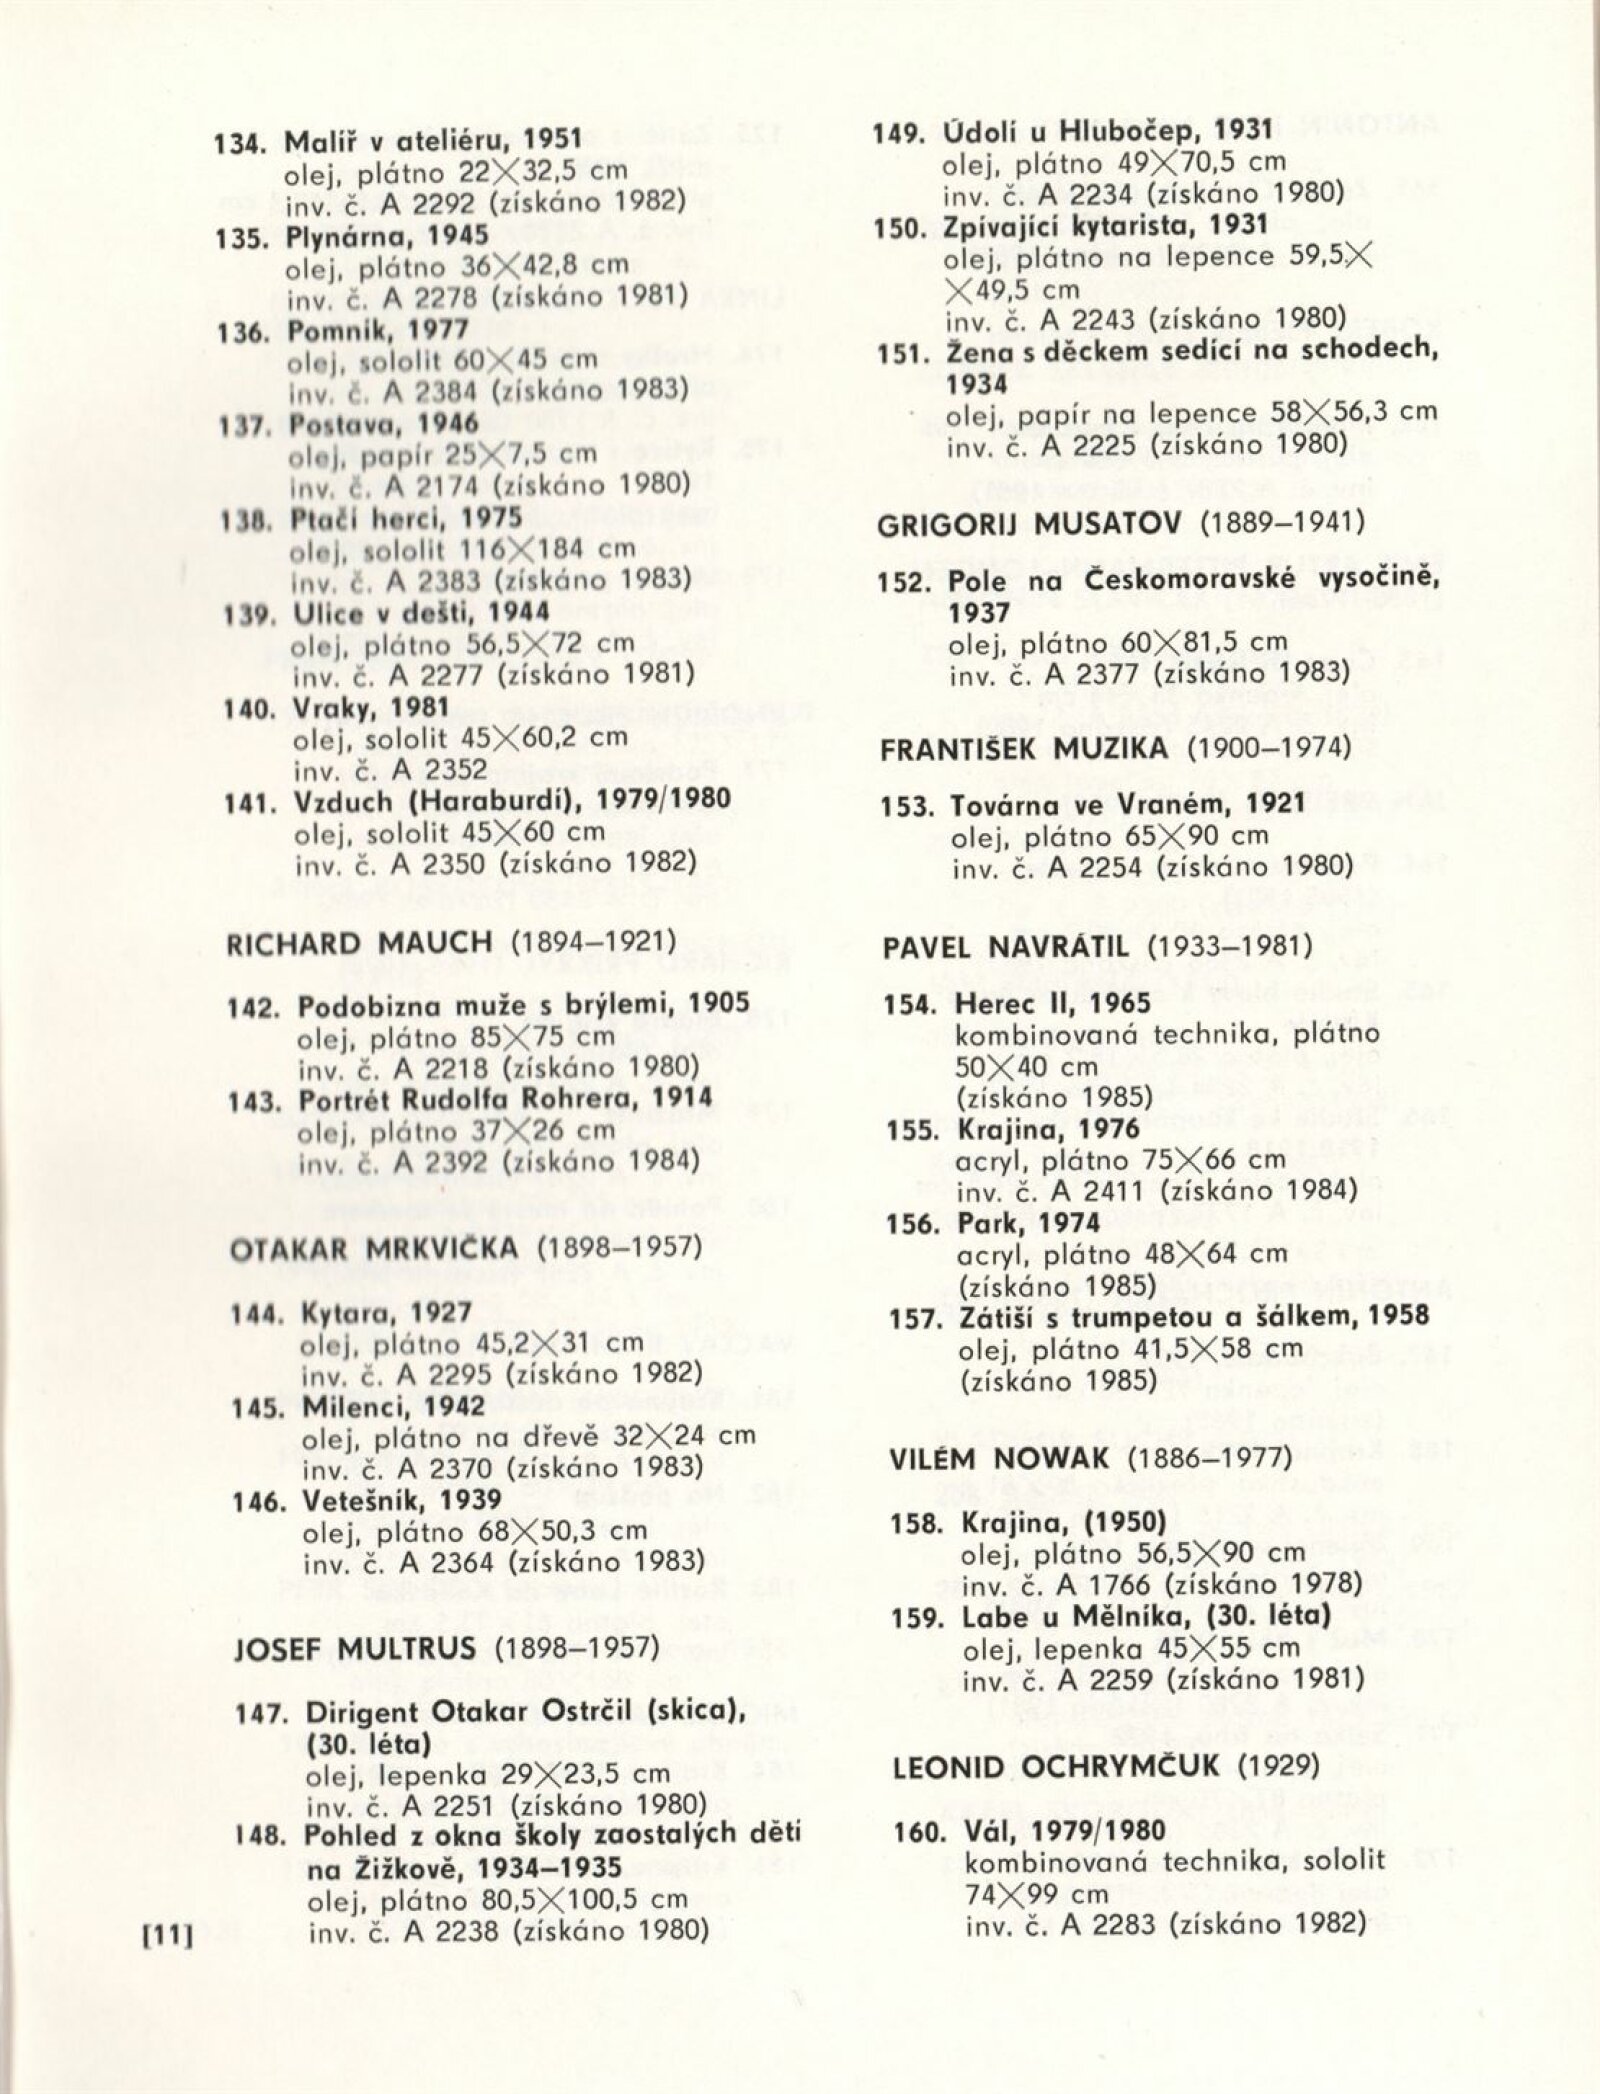 134. Malíř v ateliéru, 1951
olej, plátno 22×32,5 cm
inv. č. A 2292 (získáno 1982)
135. Plynárna, 1945
olej, plátno 36×42,8 cm
inv. č. A 2278 (získáno 1981)
136. Pomník, 1977
olej, sololit 60×45 cm
inv. č. A 2384 (získáno 1983)
137. Postava, 1946
olej, papír 25×7,5 cm
inv. č. A 2174 (získáno 1980)
138. Ptačí herci, 1975
olej, sololit 116×184 cm
inv. č. A 2383 (získáno 1983)
139. Ulice v dešti, 1944
olej, plátno 56,5×72 cm
inv. č. A 2277 (získáno 1981)
140. Vraky, 1981
olej, sololit 45×60,2 cm
inv. č. A 2352
141. Vzduch (Haraburdí), 1979/1980
olej, sololit 45×60 cm
inv. č. A 2350 (získáno 1982)
RICHARD MAUCH (1894–1921)
142. Podobizna muže s brýlemi, 1905
olej, plátno 85×75 cm
inv. č. A 2218 (získáno 1980)
143. Portrét Rudolfa Rohrera, 1914
olej, plátno 37×26 cm
inv. č. A 2392 (získáno 1984)
OTAKAR MRKVIČKA (1898–1957)
144. Kytara, 1927
olej, plátno 45,2×31 cm
inv. č. A 2295 (získáno 1982)
145. Milenci, 1942
olej, plátno na dřevě 32×24 cm
inv. č. A 2370 (získáno 1983)
146. Vetešník, 1939
olej, plátno 68×50,3 cm
inv. č. A 2364 (získáno 1983)
JOSEF MULTRUS (1898–1957)
147. Dirigent Otakar Ostrčil (skica),
(30. léta)
olej, lepenka 29×23,5 cm
inv. č. A 2251 (získáno 1980)
148. Pohled z okna školy zaostalých dětí
na Žižkově, 1934–1935
olej, plátno 80,5×100,5 cm
inv. č. A 2238 (získáno 1980)
[11]
149. Údolí u Hlubočep, 1931
olej, plátno 49×70,5 cm
inv. č. A 2234 (získáno 1980)
150. Zpívající kytarista, 1931
olej, plátno na lepence 59,5×
×49,5 cm
inv. č. A 2243 (získáno 1980)
151. Žena s děckem sedící na schodech,
1934
olej, papír na lepence 58×56,3 cm
inv. č. A 2225 (získáno 1980)
GRIGORIJ MUSATOV (1889–1941)
152. Pole na Českomoravské vysočině,
1937
olej, plátno 60×81,5 cm
inv. č. A 2377 (získáno 1983)
FRANTIŠEK MUZIKA (1900–1974)
153. Továrna ve Vraném, 1921
olej, plátno 65×90 cm
inv. č. A 2254 (získáno 1980)
PAVEL NAVRÁTIL (1933–1981)
154. Herec II, 1965
kombinovaná technika, plátno
50×40 cm
(získáno 1985)
155. Krajina, 1976
acryl, plátno 75×66 cm
inv. č. A 2411 (získáno 1984)
156. Park, 1974
acryl, plátno 48×64 cm
(získáno 1985)
157. Zátiší s trumpetou a šálkem, 1958
olej, plátno 41,5×58 cm
(získáno 1985)
VILÉM NOWAK (1886–1977)
158. Krajina, (1950)
olej, plátno 56,5×90 cm
inv. č. A 1766 (získáno 1978)
159. Labe u Mělníka, (30. léta)
olej, lepenka 45×55 cm
inv. č. A 2259 (získáno 1981)
LEONID OCHRYMČUK (1929)
160. Vál, 1979/1980
kombinovaná technika, sololit
74×99 cm
inv. č. A 2283 (získáno 1982)